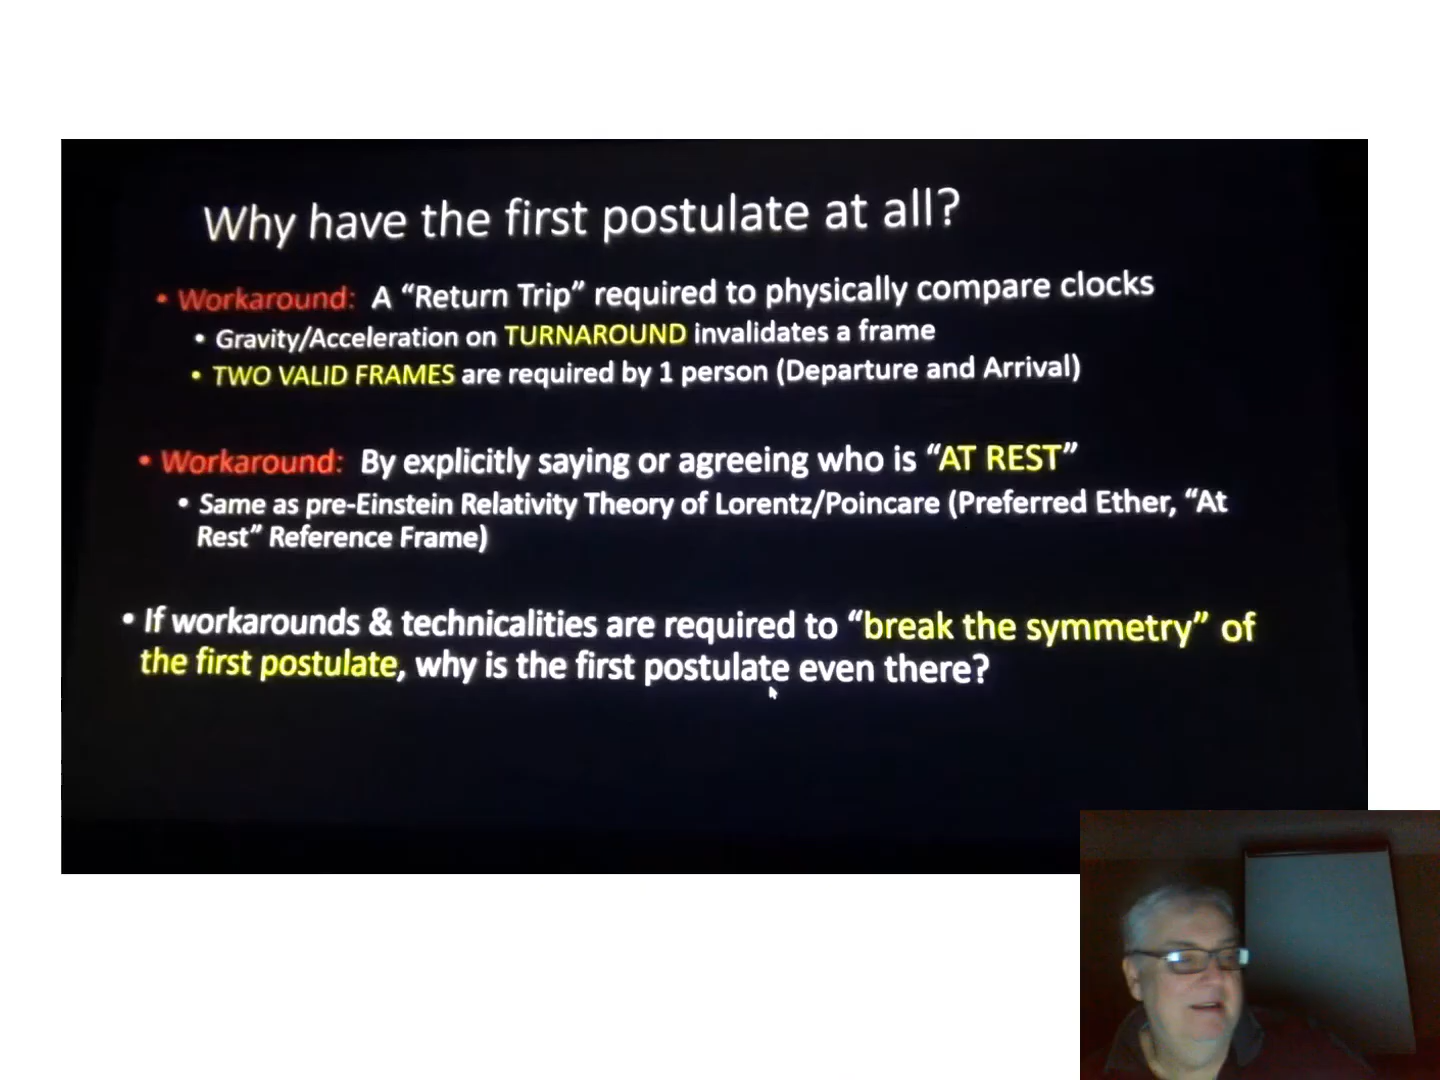 Why have the first postulate at all?
• Workaround: A “Return Trip” required to physically compare clocks
• Gravity/Acceleration on TURNAROUND invalidates a frame
• TWO VALID FRAMES are required by 1 person (Departure and Arrival)
• Workaround: By explicitly saying or agreeing who is “AT REST”
• Same as pre-Einstein Relativity Theory of Lorentz/Poincare (Preferred Ether, “At
Rest” Reference Frame)
• If workarounds & technicalities are required to “break the symmetry” of
the first postulate, why is the first postulate even there?